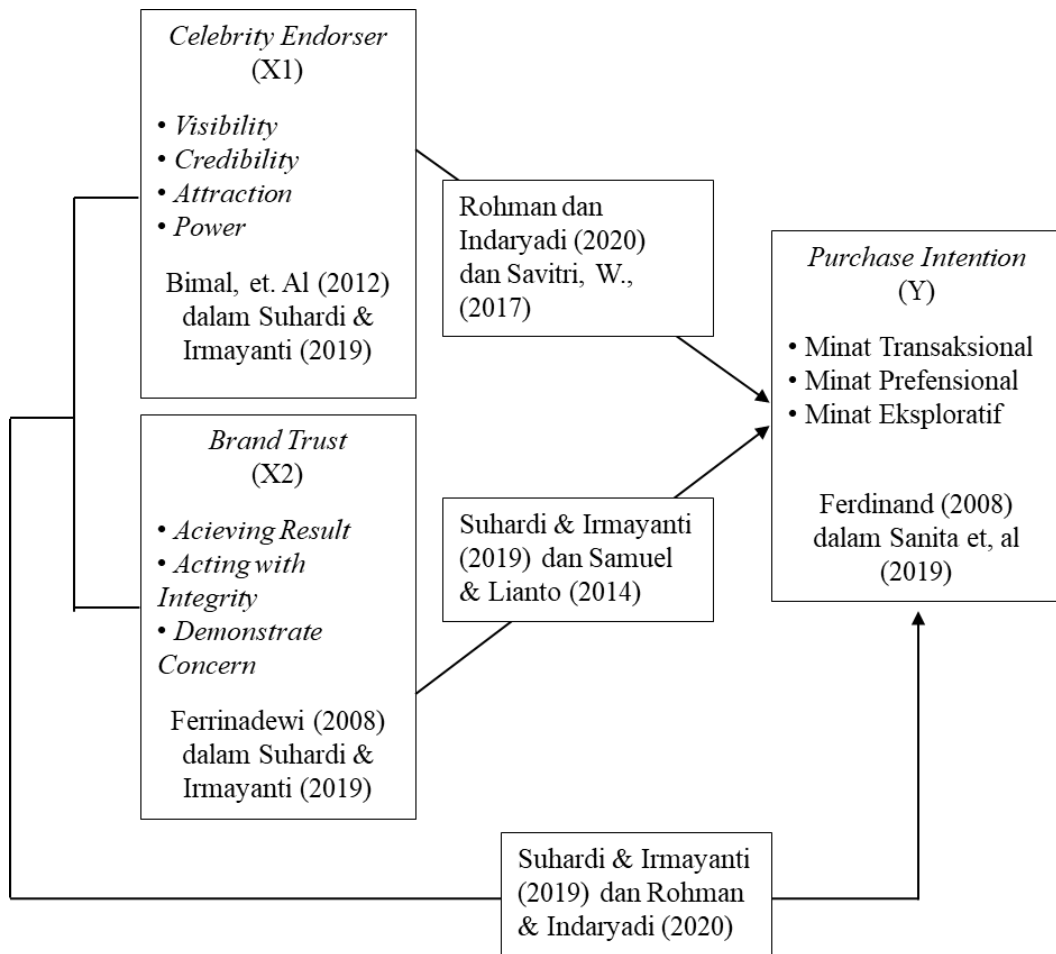 Celebrity Endorser
(X1)
• Visibility
• Credibility
• Attraction
• Power
Bimal, et. Al (2012)
dalam Suhardi &
Irmayanti (2019)
Rohman dan
Indaryadi (2020)
dan Savitri, W.,
(2017)
Purchase Intention
(Y)
• Minat Transaksional
• Minat Prefensional
• Minat Eksploratif
Ferdinand (2008)
dalam Sanita et, al
(2019)
Brand Trust
(X2)
• Acieving Result
• Acting with
Integrity
• Demonstrate
Concern
Ferrinadewi (2008)
dalam Suhardi &
Irmayanti (2019)
Suhardi & Irmayanti
(2019) dan Samuel
& Lianto (2014)
Suhardi & Irmayanti
(2019) dan Rohman
& Indaryadi (2020)